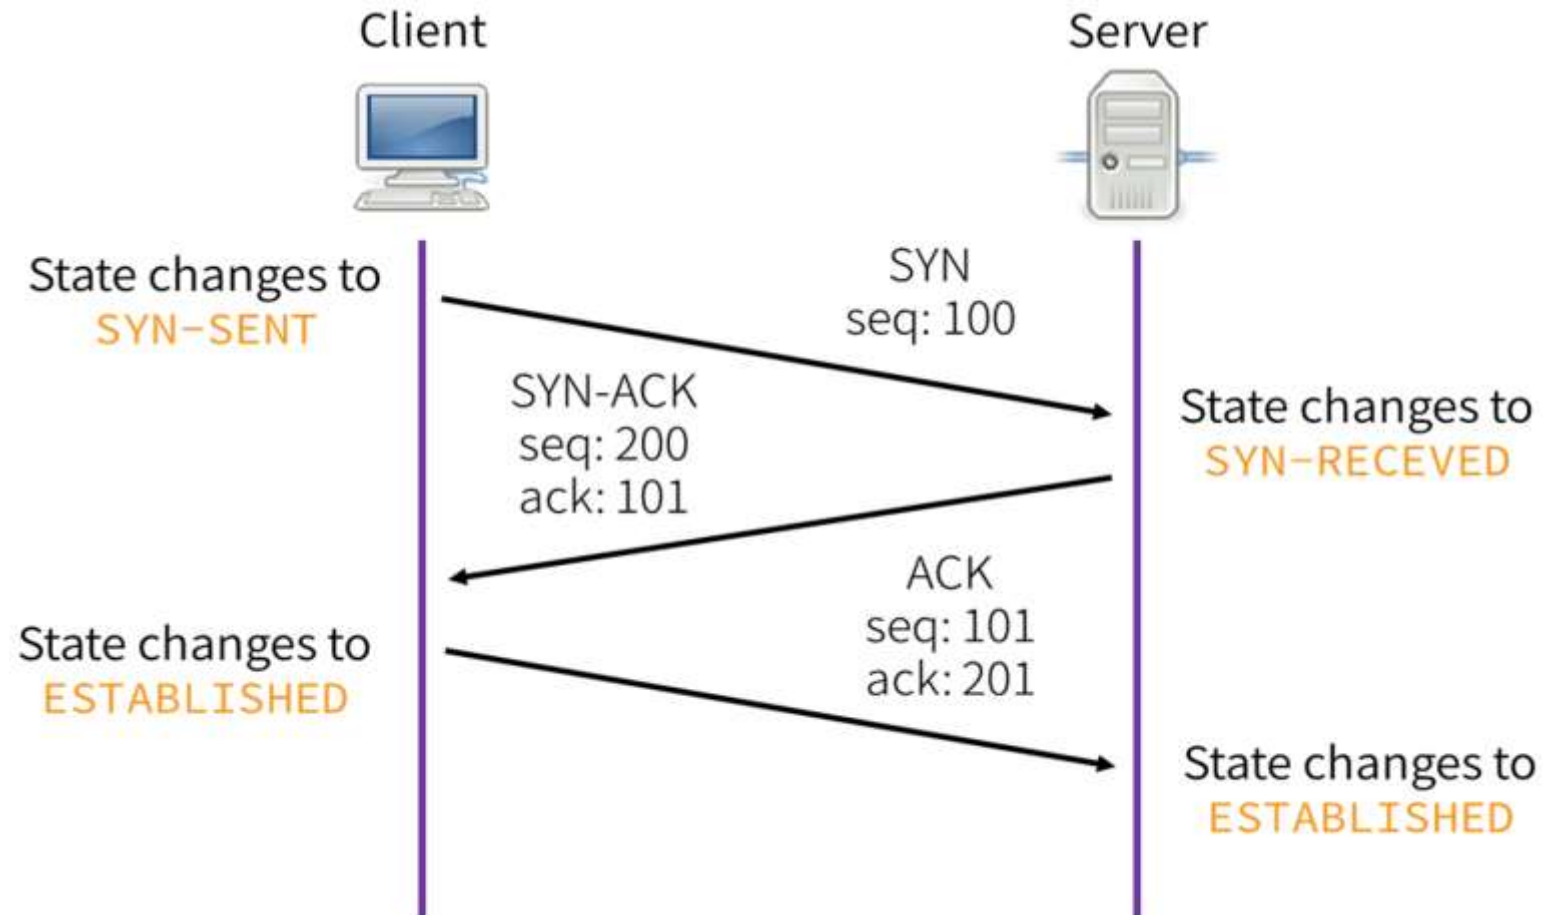 Client
Server
State changes to
SYN-SENT
SYN
seq: 100
SYN-ACK
seq: 200
ack: 101
State changes to
SYN-RECEVED
ACK
seq: 101
ack: 201
State changes to
ESTABLISHED
State changes to
ESTABLISHED